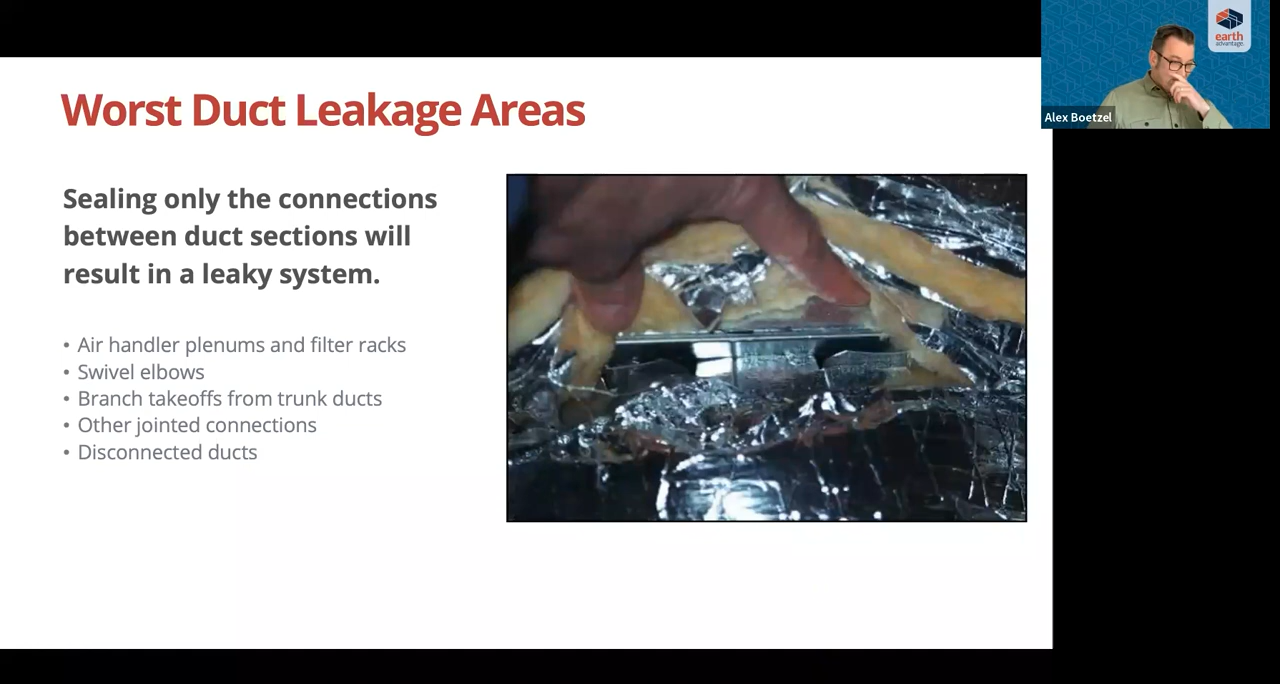 Worst Duct Leakage Areas
Sealing only the connections
between duct sections will
result in a leaky system.
• Air handler plenums and filter racks
• Swivel elbows
• Branch takeoffs from trunk ducts
• Other jointed connections
• Disconnected ducts
earth
advantage.
Alex Boetzel